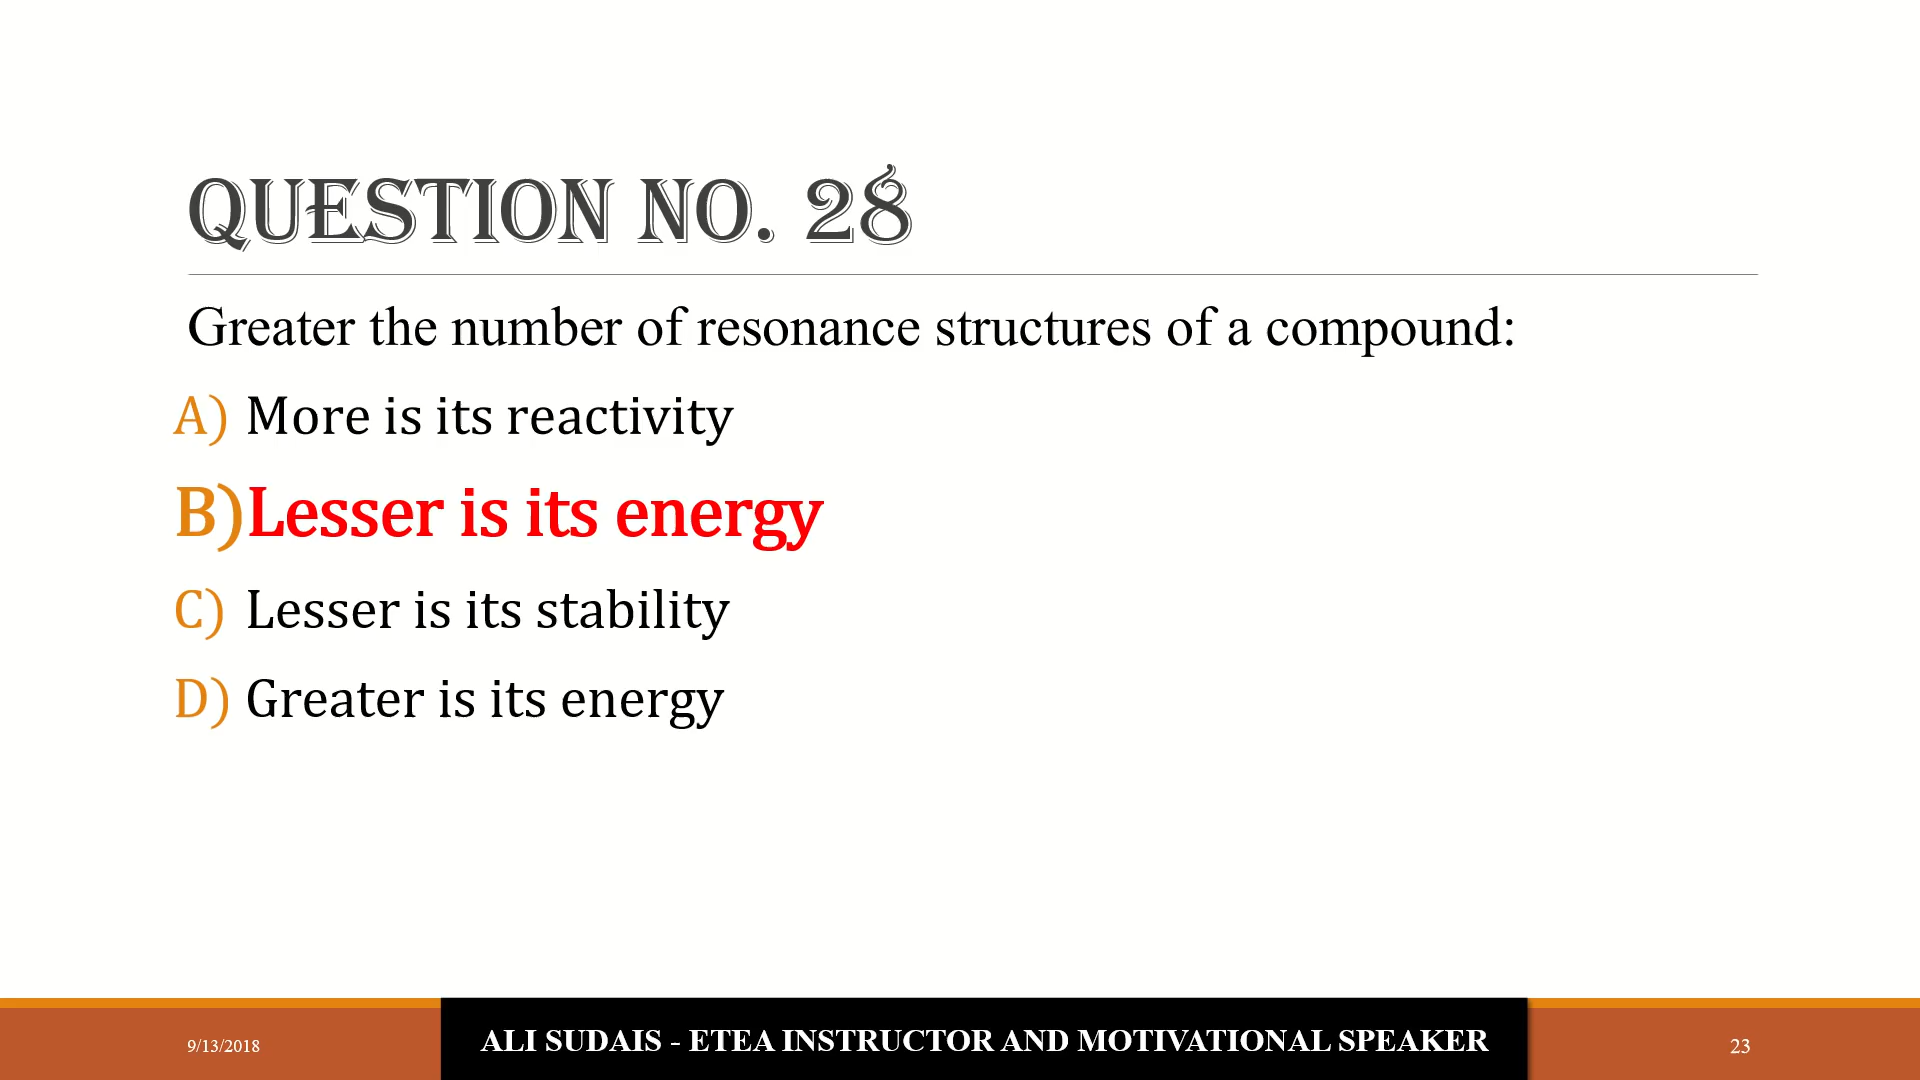 QUESTION NO. 28
Greater the number of resonance structures of a compound:
A) More is its reactivity
B) Lesser is its energy
C) Lesser is its stability
D) Greater is its energy
9/13/2018
ALI SUDAIS - ETEA INSTRUCTOR AND MOTIVATIONAL SPEAKER
23